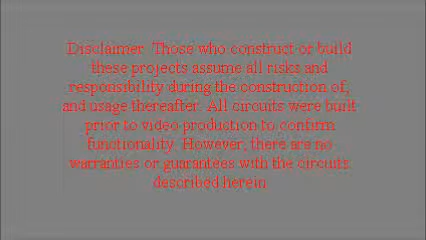 Disclaimer: Those who construct or build
these projects assume all risks and
responsibility during the construction of,
and usage thereafter. All circuits were built
prior to video production to confirm
functionality. However, there are no
warranties or guarantees with the circuits
described herein.